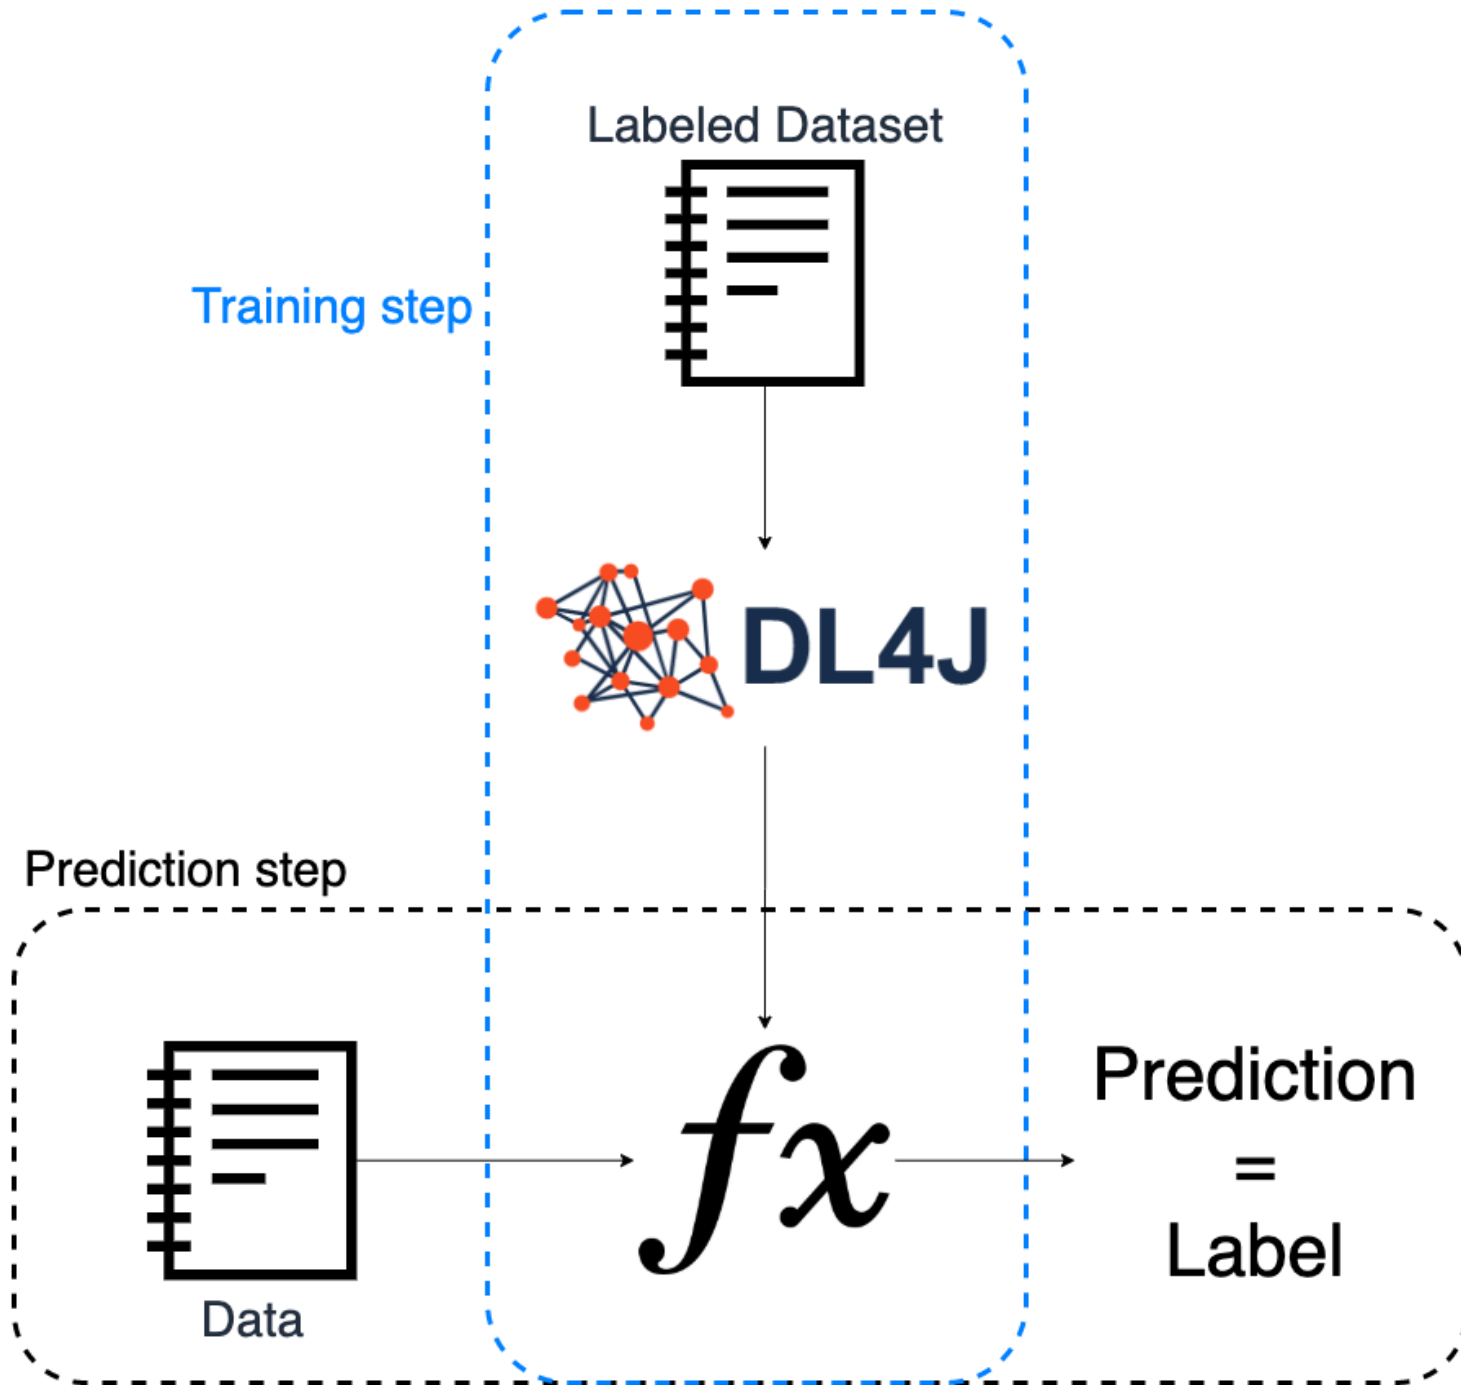 Labeled Dataset
Training step
DL4J
Prediction step
fx
Prediction
=
Label
Data